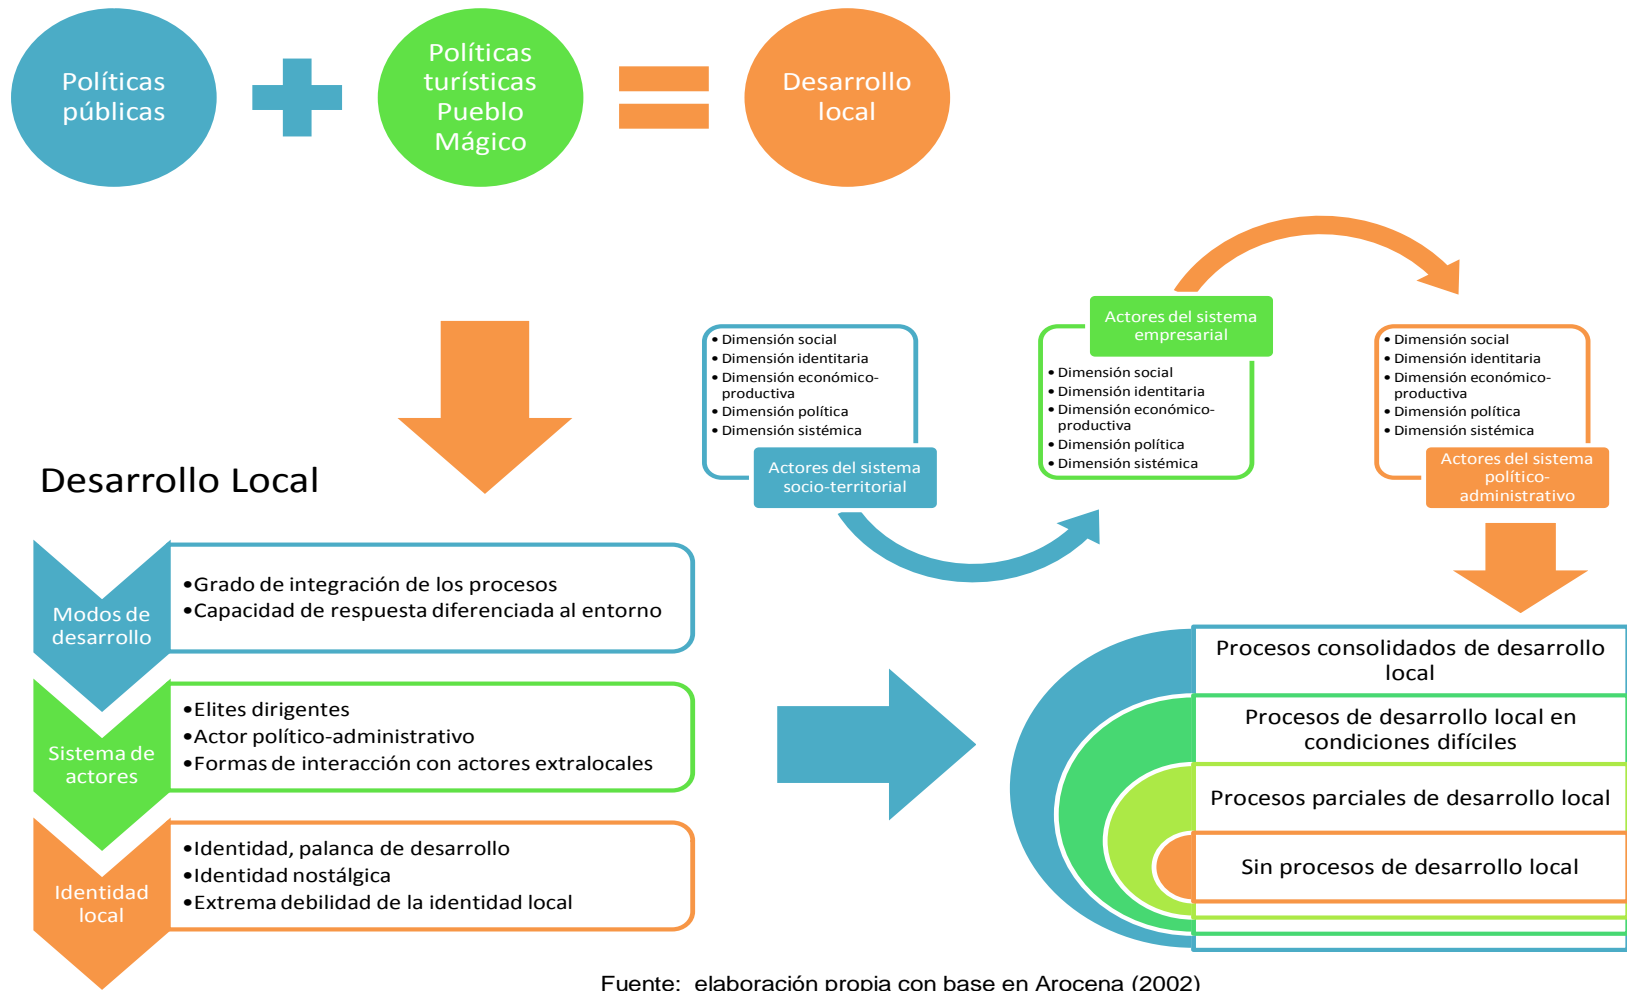 Políticas
públicas
Políticas
turísticas
Pueblo
Mágico
Desarrollo
local
• Dimensión social
• Dimensión identitaria
• Dimensión económico-
productiva
• Dimensión política
• Dimensión sistémica
Actores del sistema
socio-territorial
Actores del sistema
empresarial
• Dimensión social
• Dimensión identitaria
• Dimensión económico-
productiva
• Dimensión política
• Dimensión sistémica
• Dimensión social
• Dimensión identitaria
• Dimensión económico-
productiva
• Dimensión política
• Dimensión sistémica
Actores del sistema
político-
administrativo
Desarrollo Local
Modos de
desarrollo
•Grado de integración de los procesos
•Capacidad de respuesta diferenciada al entorno
Sistema de
actores
•Elites dirigentes
•Actor político-administrativo
•Formas de interacción con actores extralocales
Identidad
local
•Identidad, palanca de desarrollo
•Identidad nostálgica
•Extrema debilidad de la identidad local
Procesos consolidados de desarrollo
local
Procesos de desarrollo local en
condiciones difíciles
Procesos parciales de desarrollo local
Sin procesos de desarrollo local
Fuente: elaboración propia con base en Arocena (2002)